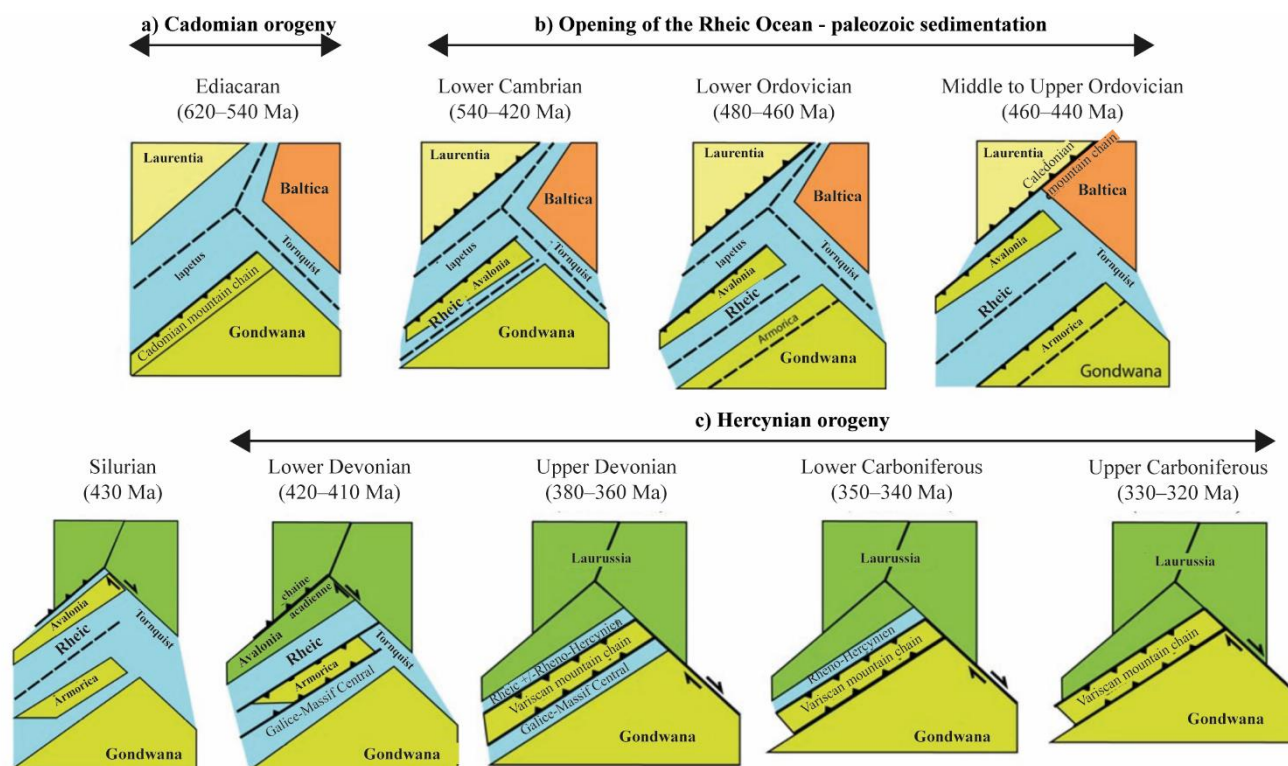 a) Cadomian orogeny
b) Opening of the Rheic Ocean - paleozoic sedimentation
Ediacaran
(620–540 Ma)
Lower Cambrian
(540–420 Ma)
Lower Ordovician
(480–460 Ma)
Middle to Upper Ordovician
(460–440 Ma)
Laurentia
Baltica
Iapetus
Tornquist
Cadomian mountain chain
Gondwana
Laurentia
Baltica
Iapetus
Avalonia
Tornquist
Rheic
Gondwana
Laurentia
Baltica
Iapetus
Tornquist
Avalonia
Rheic
Armorica
Gondwana
Laurentia
Caledonian
mountain chain
Baltica
Avalonia
Tornquist
Rheic
Armorica
Gondwana
c) Hercynian orogeny
Silurian
(430 Ma)
Lower Devonian
(420–410 Ma)
Upper Devonian
(380–360 Ma)
Lower Carboniferous
(350–340 Ma)
Upper Carboniferous
(330–320 Ma)
Avalonia
Tornquist
Rheic
Armorica
Gondwana
chaine
acadienne
Avalonia
Rheic
Tornquist
Armorica
Galice-Massif Central
Gondwana
Laurussia
Rheic +/-Rheno-Hercynien
Variscan mountain chain
Galice-Massif Central
Gondwana
Laurussia
Rheno-Hercynien
Variscan mountain chain
Gondwana
Laurussia
Variscan mountain chain
Gondwana